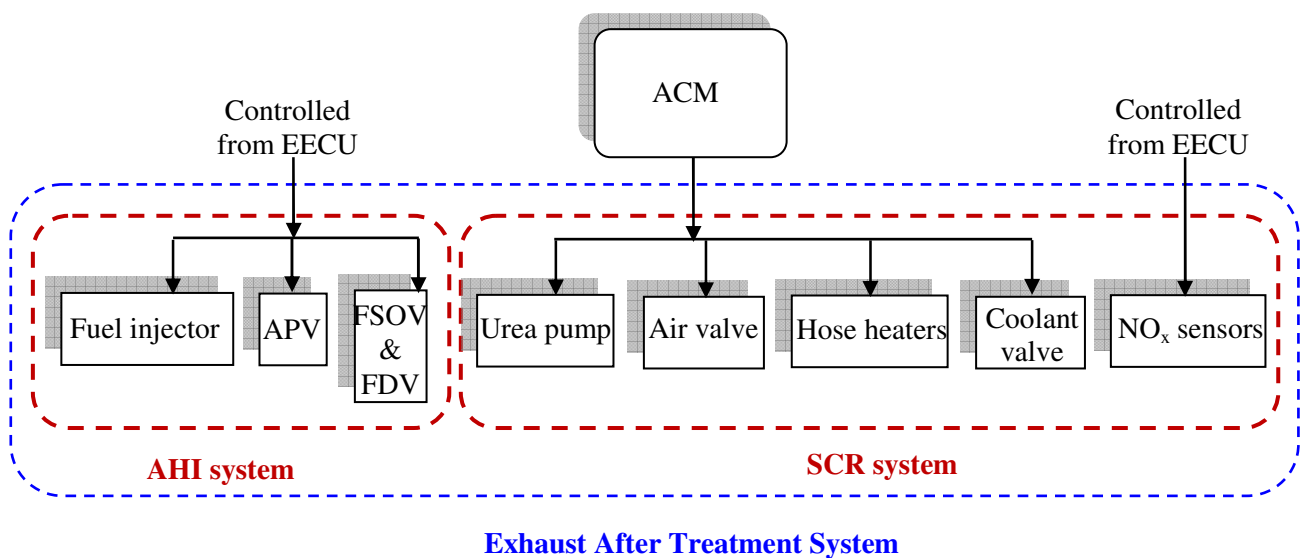 ACM
Controlled
from EECU
Controlled
from EECU
Fuel injector
APV
FSOV
&
FDV
Urea pump
Air valve
Hose heaters
Coolant
valve
NOₓ sensors
AHI system
SCR system
Exhaust After Treatment System